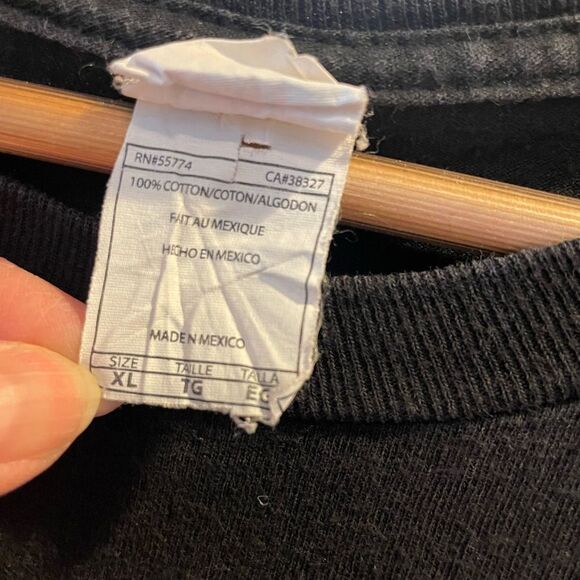 RN#55774 CA#38327
100% COTTON/COTON/ALGODON
FAIT AU MEXIQUE
HECHO EN MEXICO
MADE IN MEXICO
SIZE TAILLE TALLA
XL TG EG